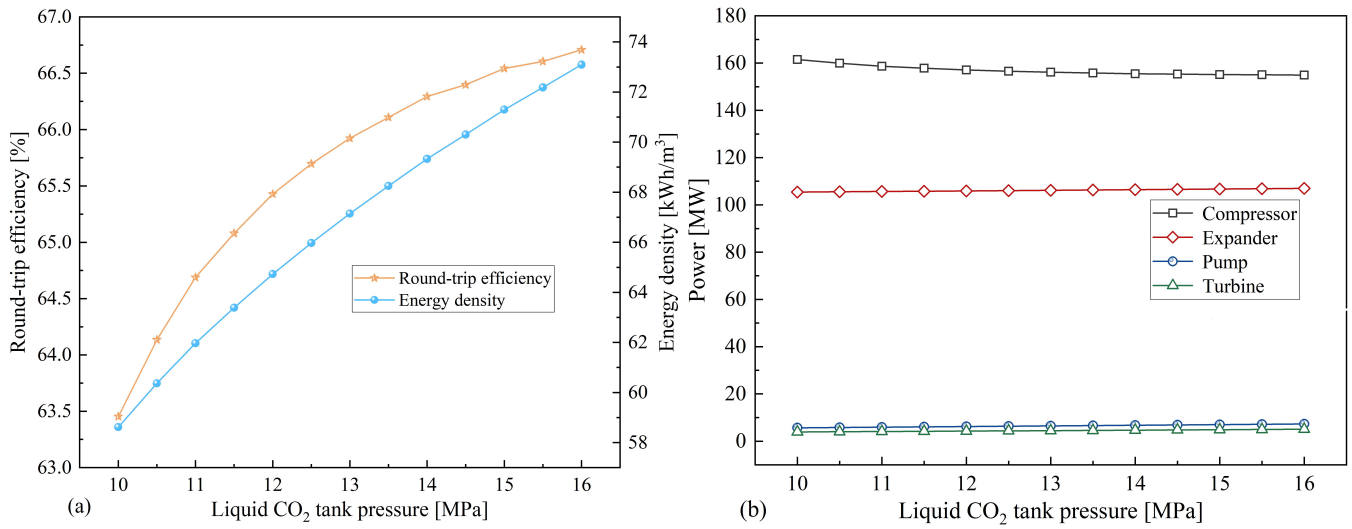 67.0
66.5
66.0
65.5
65.0
64.5
64.0
63.5
63.0
Round-trip efficiency [%]
74
72
70
68
66
64
62
60
58
Energy density [kWh/m³]
Round-trip efficiency
Energy density
10 11 12 13 14 15 16
(a)
Liquid CO₂ tank pressure [MPa]
180
160
140
120
100
80
60
40
20
0
Power [MW]
Compressor
Expander
Pump
Turbine
10 11 12 13 14 15 16
(b)
Liquid CO₂ tank pressure [MPa]